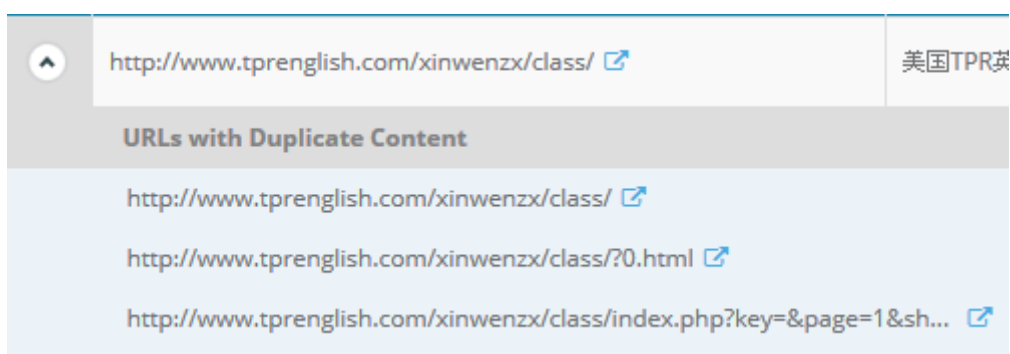 http://www.tprenglish.com/xinwenzx/class/ 美国TPR英
URLs with Duplicate Content
http://www.tprenglish.com/xinwenzx/class/
http://www.tprenglish.com/xinwenzx/class/?0.html
http://www.tprenglish.com/xinwenzx/class/index.php?key=&page=1&sh...